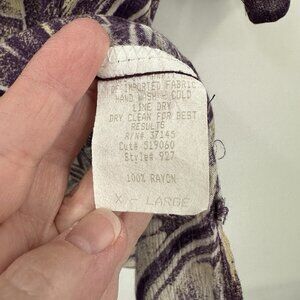 OF IMPORTED FABRIC
HAND WASH - COLD
LINE DRY
DRY CLEAN FOR BEST
RESULTS
R/N# 37145
Cut# 519060
Style# 927
100% RAYON
X - LARGE